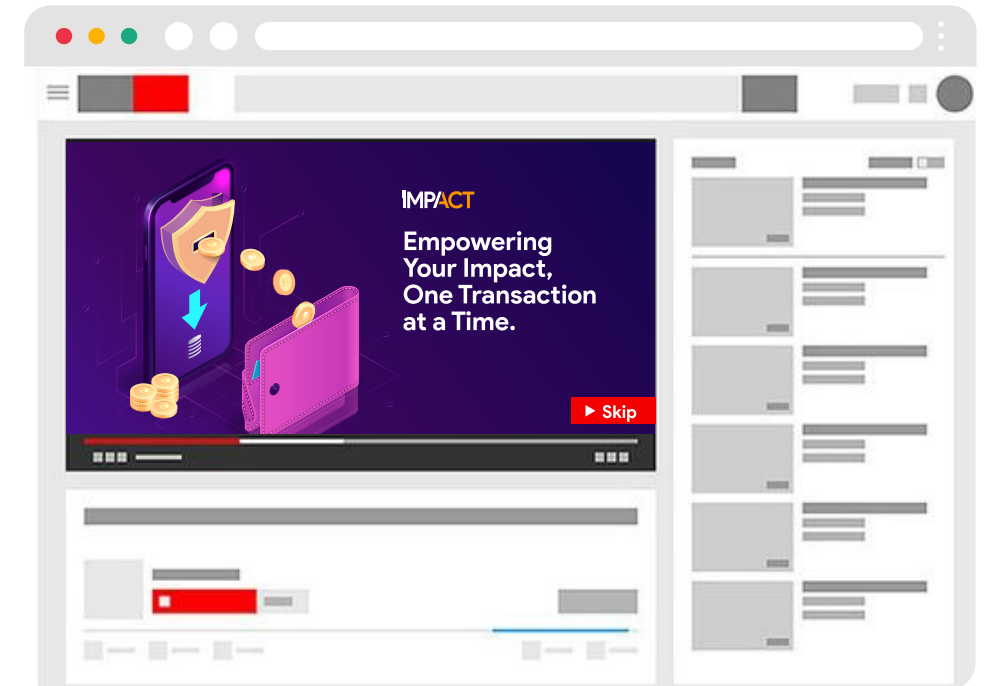 IMPACT
Empowering
Your Impact,
One Transaction
at a Time.
Skip